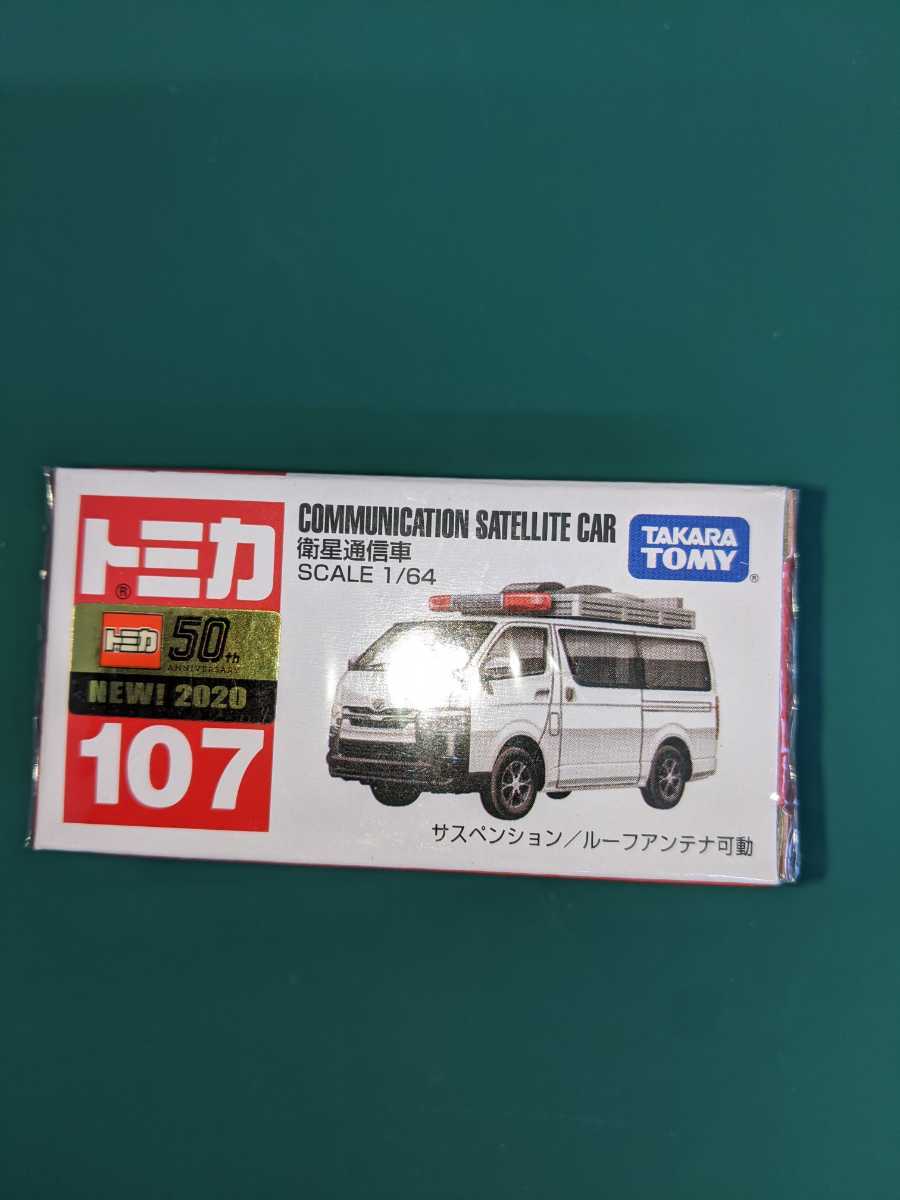 トミカ
®
トミカ
50th
ANNIVERSARY
NEW! 2020
107
COMMUNICATION SATELLITE CAR
衛星通信車
SCALE 1/64
TAKARA
TOMY
®
サスペンション/ルーフアンテナ可動